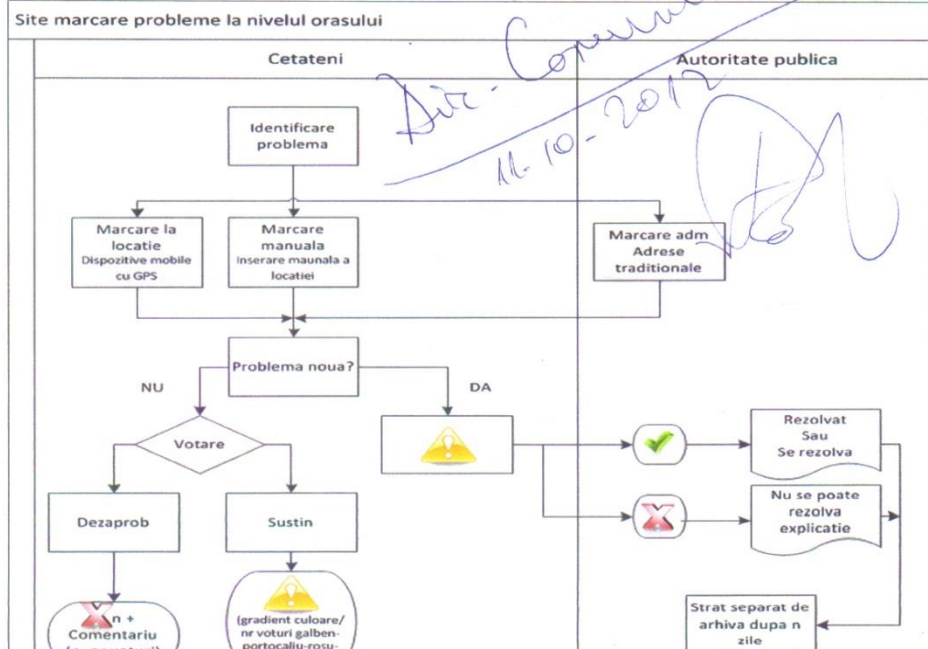 Site marcare probleme la nivelul orasului
Cetateni
Autoritate publica
11-10-2012
Identificare
problema
Marcare la
locatie
Dispozitive mobile
cu GPS
Marcare
manuala
Inserare maunala a
locatiei
Marcare adm
Adrese
traditionale
Problema noua?
NU
DA
Votare
Rezolvat
Sau
Se rezolva
Nu se poate
rezolva
explicatie
Dezaprob
Sustin
n +
Comentariu
(gradient culoare/
nr voturi galben-
portocaliu-rosu-
Strat separat de
arhiva dupa n
zile